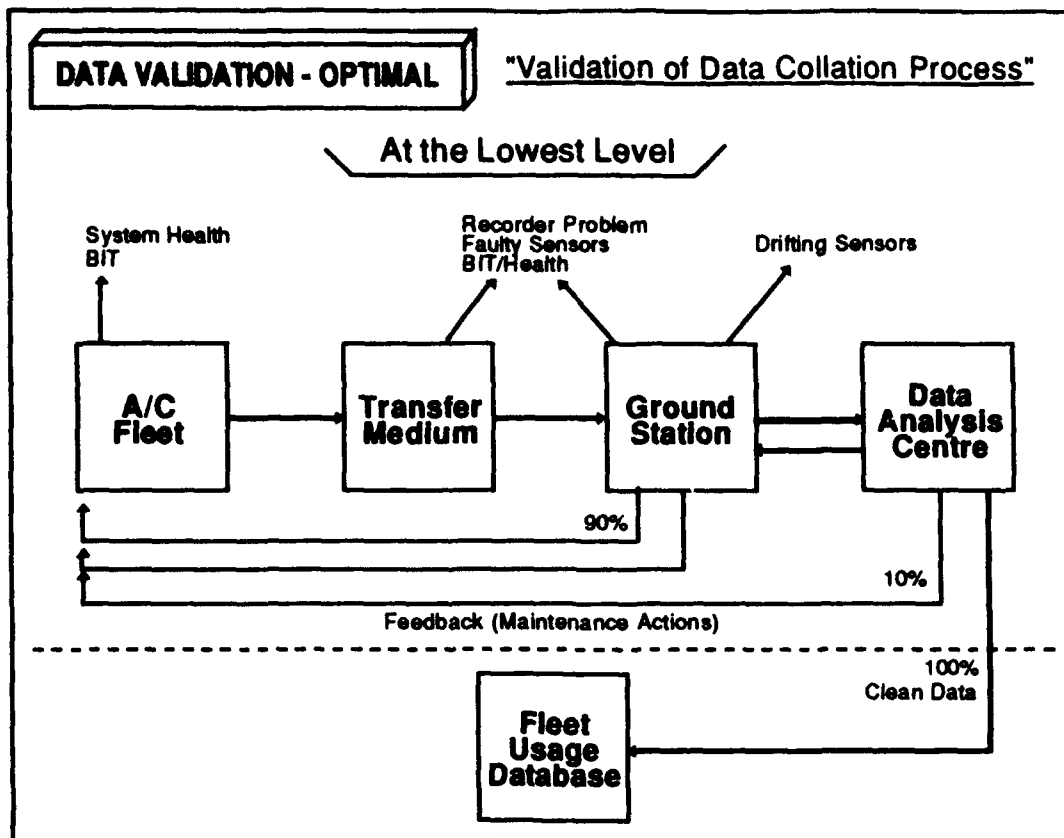 DATA VALIDATION - OPTIMAL
"Validation of Data Collation Process"
At the Lowest Level
System Health
BIT
Recorder Problem
Faulty Sensors
BIT/Health
Drifting Sensors
A/C
Fleet
Transfer
Medium
Ground
Station
Data
Analysis
Centre
90%
10%
Feedback (Maintenance Actions)
100%
Clean Data
Fleet
Usage
Database